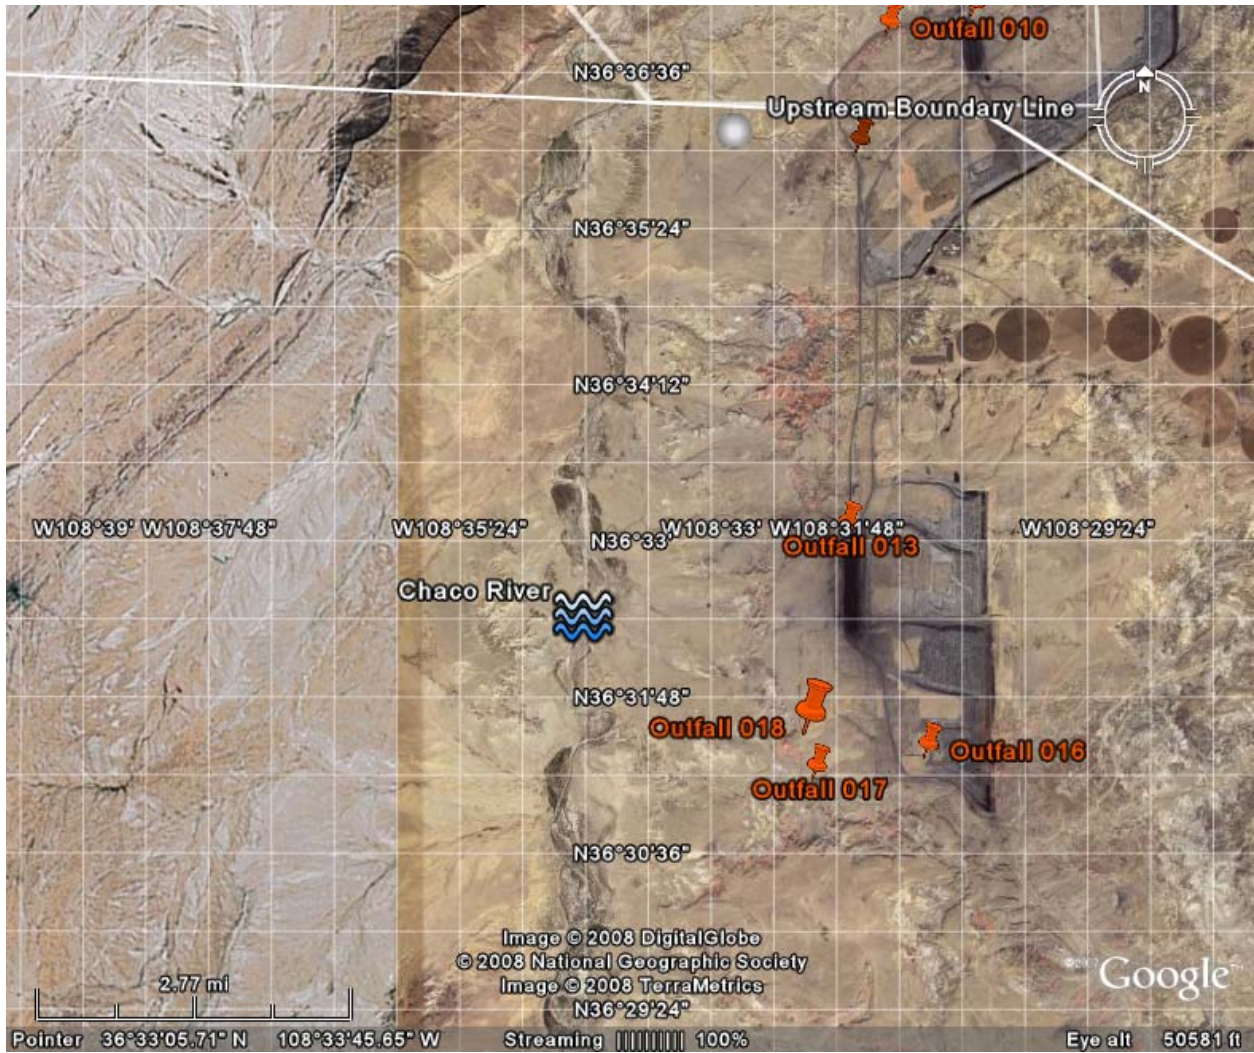 Outfall 010
N36°36'36"
Upstream Boundary Line
N
N36°35'24"
N36°34'12"
W108°39' W108°37'48" W108°35'24" W108°33' W108°31'48" W108°29'24"
N36°33'
Outfall 013
Chaco River
N36°31'48"
Outfall 018
Outfall 016
Outfall 017
N36°30'36"
Image © 2008 DigitalGlobe
© 2008 National Geographic Society
Image © 2008 TerraMetrics
©2007 Google™
2.77 mi
N36°29'24"
Pointer 36°33'05.71" N 108°33'45.65" W Streaming |||||||||| 100% Eye alt 50581 ft